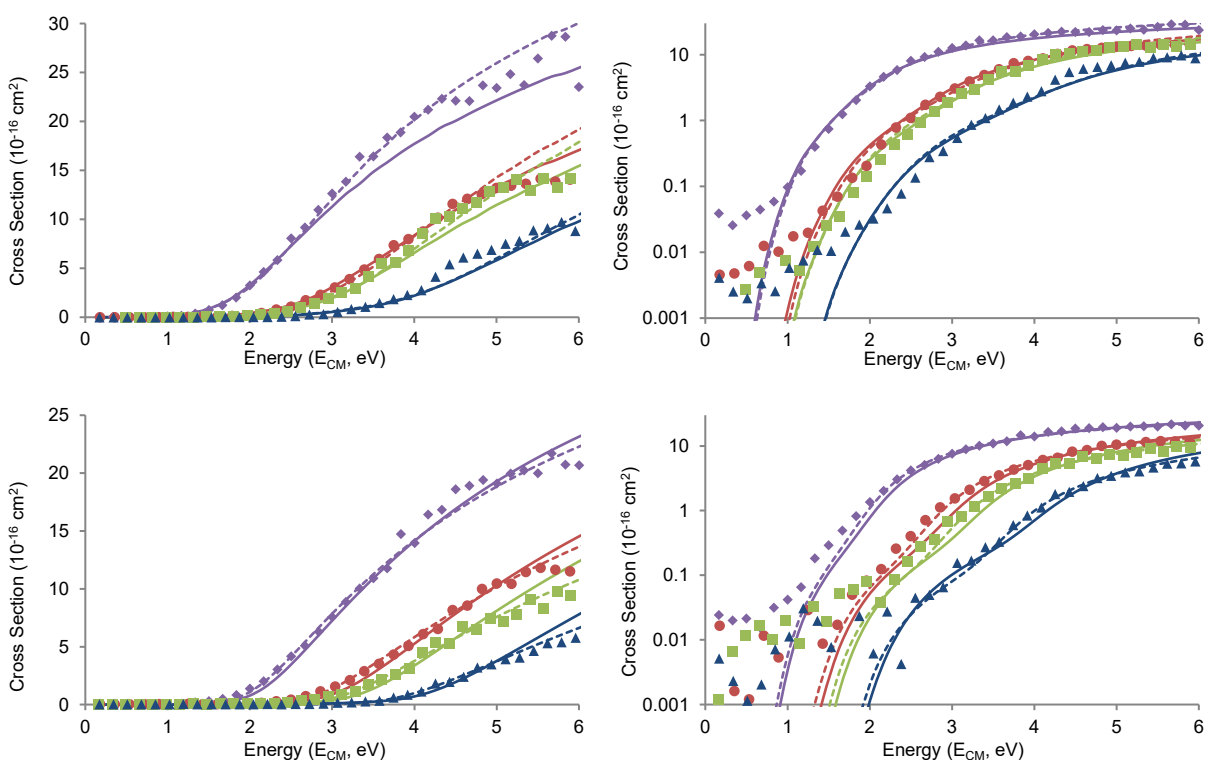 Cross Section (10⁻¹⁶ cm²)
30
25
20
15
10
5
0
0 1 2 3 4 5 6
Energy (E_CM, eV)
Cross Section (10⁻¹⁶ cm²)
10
1
0.1
0.01
0.001
0 1 2 3 4 5 6
Energy (E_CM, eV)
Cross Section (10⁻¹⁶ cm²)
25
20
15
10
5
0
0 1 2 3 4 5 6
Energy (E_CM, eV)
Cross Section (10⁻¹⁶ cm²)
10
1
0.1
0.01
0.001
0 1 2 3 4 5 6
Energy (E_CM, eV)